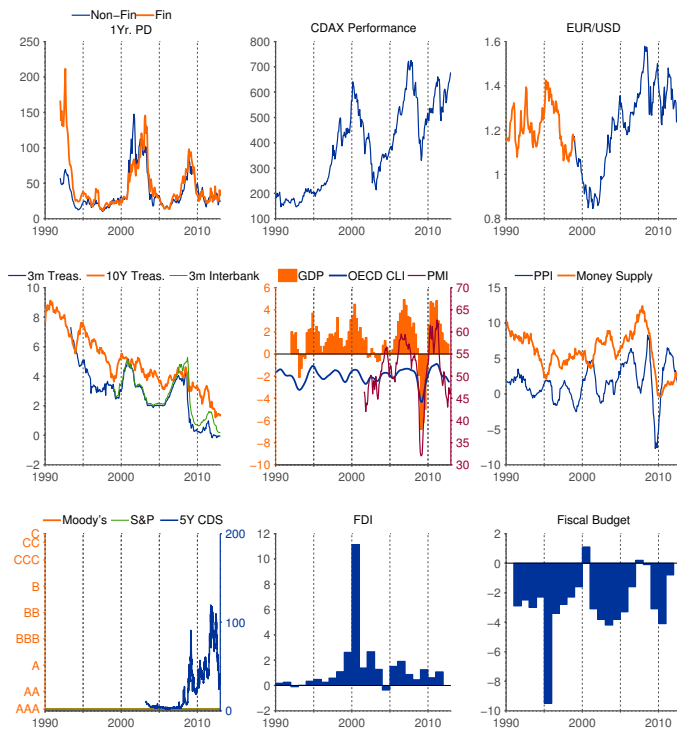 Non−Fin Fin
1Yr. PD
CDAX Performance
EUR/USD
250
200
150
100
50
0
1990 2000 2010
800
700
600
500
400
300
200
100
1990 2000 2010
1.6
1.4
1.2
1
0.8
1990 2000 2010
3m Treas. 10Y Treas. 3m Interbank
GDP OECD CLI PMI
PPI Money Supply
10
8
6
4
2
0
−2
1990 2000 2010
6
4
2
0
−2
−4
−6
−8
−10
70
65
60
55
50
45
40
35
30
1990 2000 2010
15
10
5
0
−5
−10
1990 2000 2010
Moody's S&P 5Y CDS
FDI
Fiscal Budget
C
CC
CCC
B
BB
BBB
A
AA
AAA
200
100
0
1990 2000 2010
12
10
8
6
4
2
0
−2
1990 2000 2010
2
0
−2
−4
−6
−8
−10
1990 2000 2010